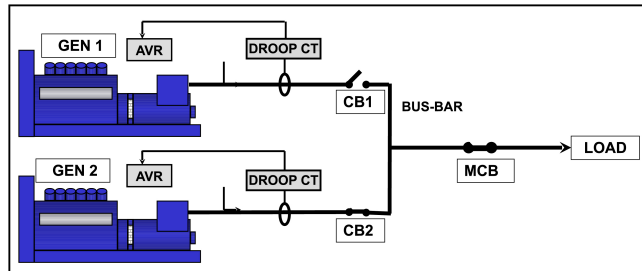 GEN 1
AVR
DROOP CT
CB1
BUS-BAR
GEN 2
AVR
DROOP CT
CB2
MCB
LOAD